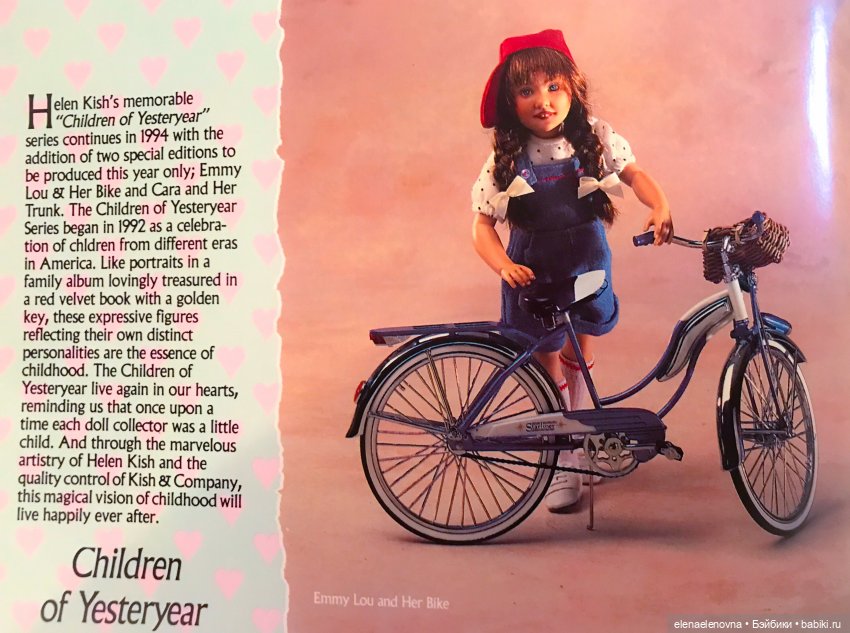 Helen Kish's memorable
"Children of Yesteryear"
series continues in 1994 with the
addition of two special editions to
be produced this year only; Emmy
Lou & Her Bike and Cara and Her
Trunk. The Children of Yesteryear
Series began in 1992 as a celebra-
tion of chldren from different eras
in America. Like portraits in a
family album lovingly treasured in
a red velvet book with a golden
key, these expressive figures
reflecting their own distinct
personalities are the essence of
childhood. The Children of
Yesteryear live again in our hearts,
reminding us that once upon a
time each doll collector was a little
child. And through the marvelous
artistry of Helen Kish and the
quality control of Kish & Company,
this magical vision of childhood will
live happily ever after.
Children
of Yesteryear
Emmy Lou and Her Bike
elenaelenovna • Бэйбики • babiki.ru